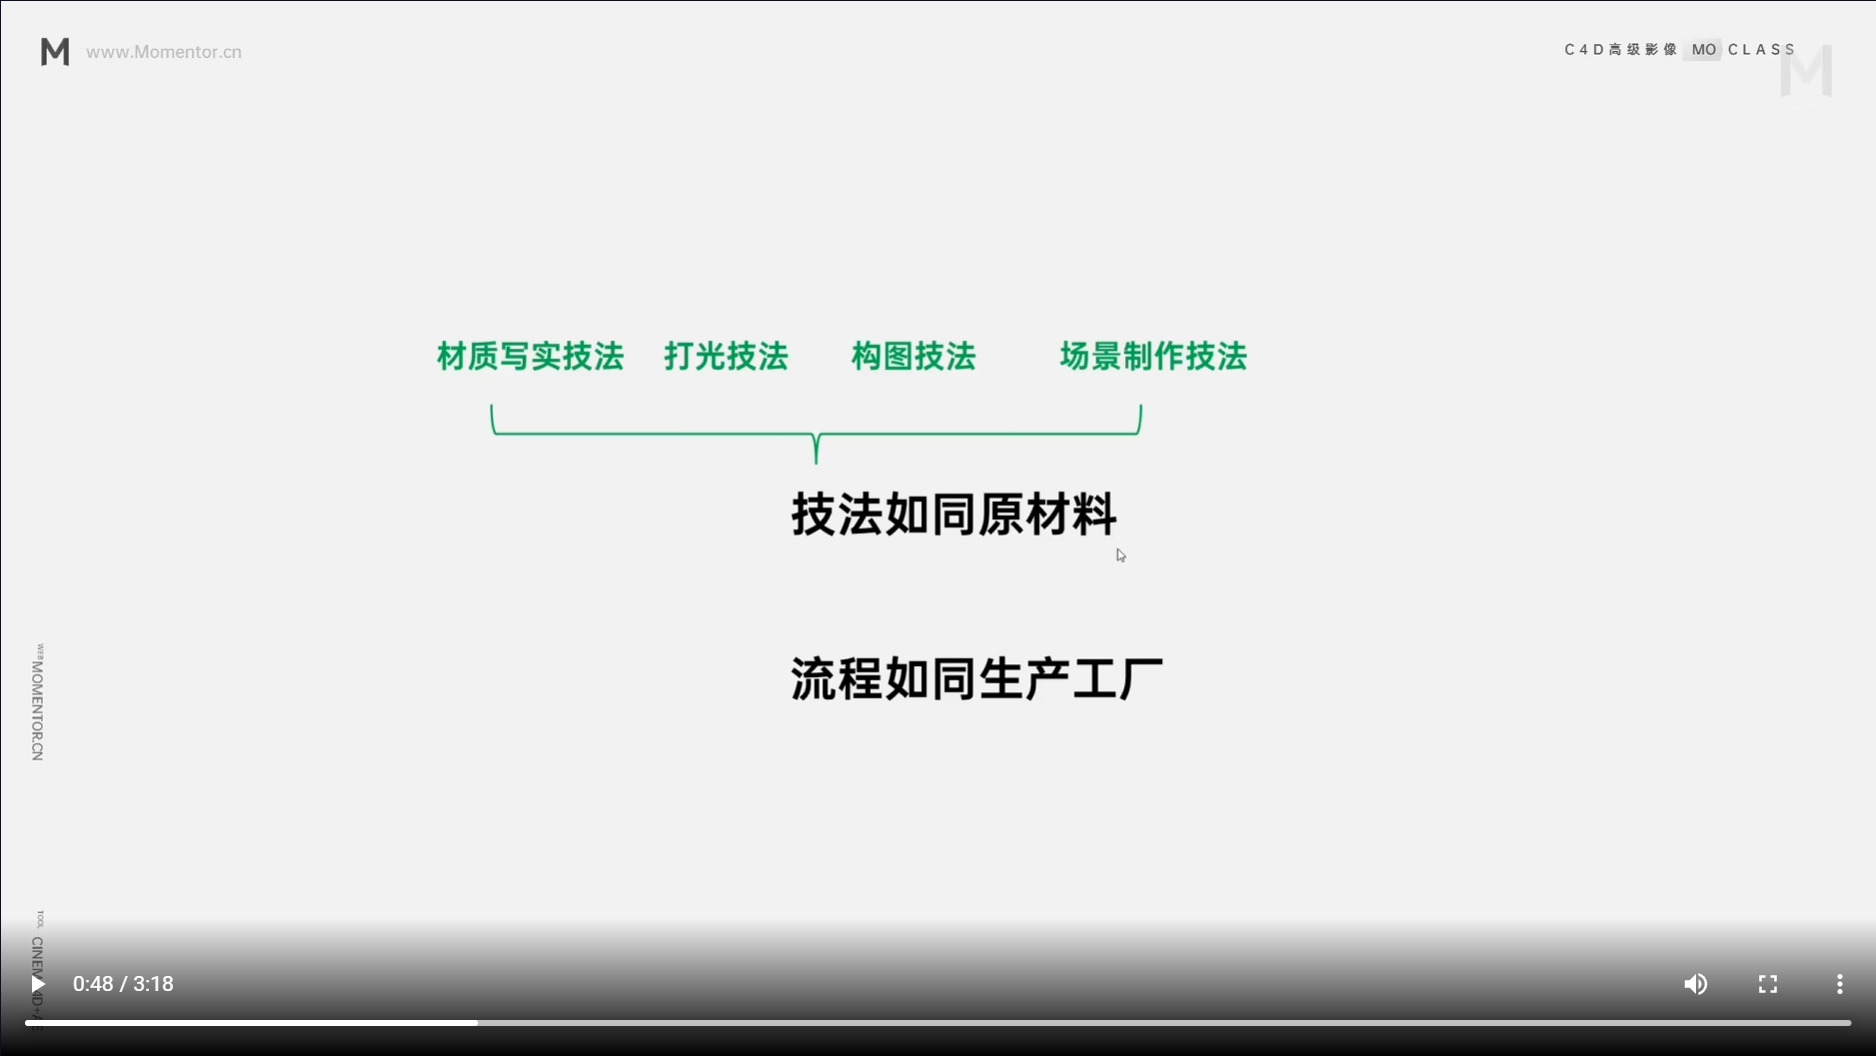 M www.Momentor.cn
C4D高级影像 MO CLASS
M
材质写实技法 打光技法 构图技法 场景制作技法
技法如同原材料
流程如同生产工厂
WEB MOMENTOR.CN
TOOL
0:48 / 3:18